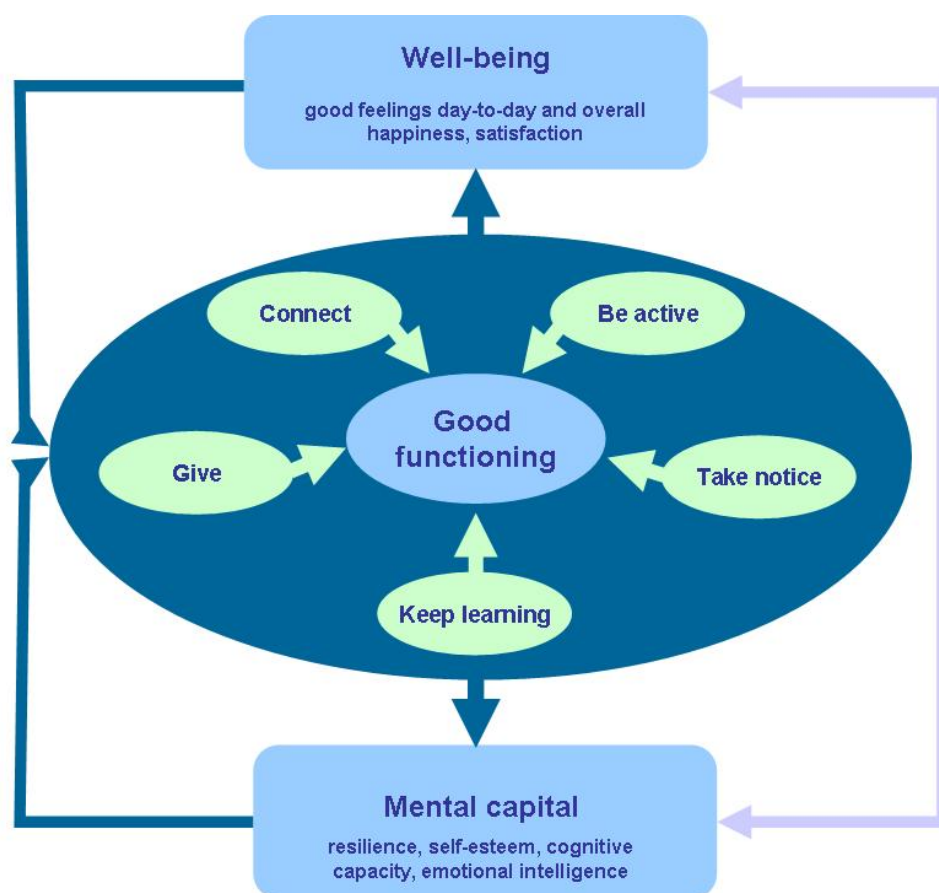 Well-being
good feelings day-to-day and overall
happiness, satisfaction
Connect
Be active
Good
functioning
Give
Take notice
Keep learning
Mental capital
resilience, self-esteem, cognitive
capacity, emotional intelligence